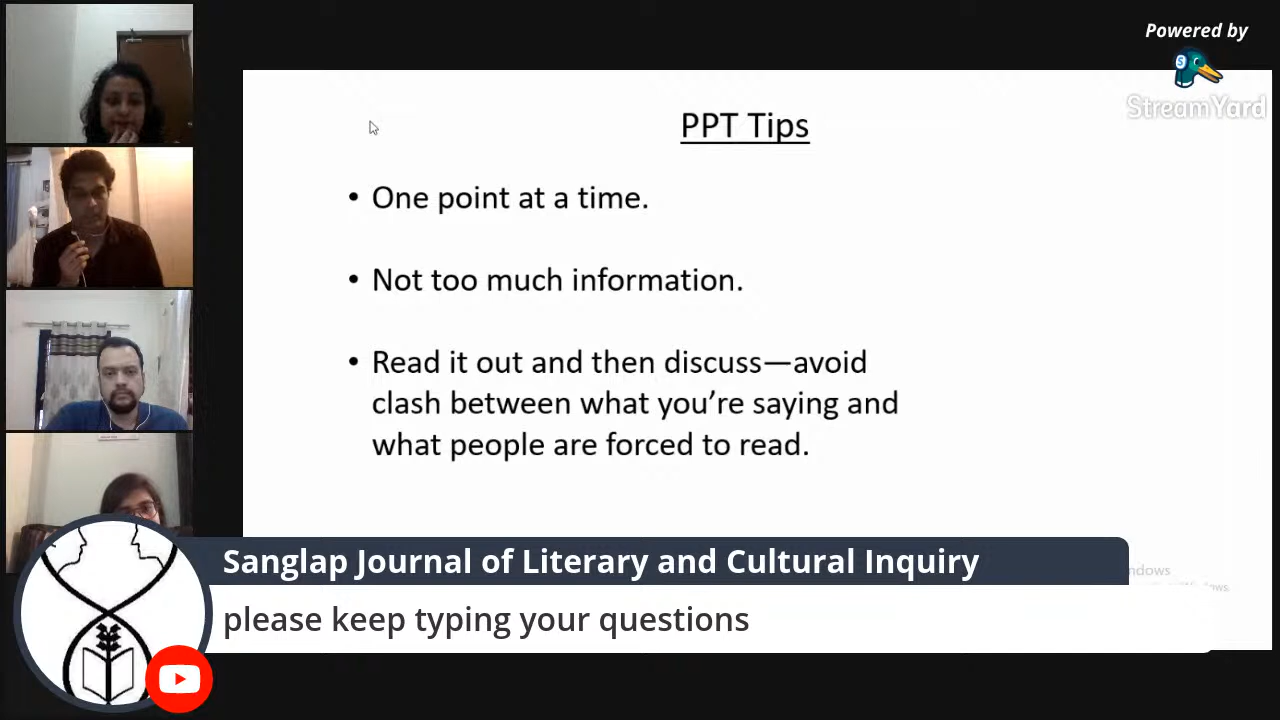 Powered by
StreamYard
PPT Tips
• One point at a time.
• Not too much information.
• Read it out and then discuss—avoid
clash between what you're saying and
what people are forced to read.
Sanglap Journal of Literary and Cultural Inquiry
please keep typing your questions